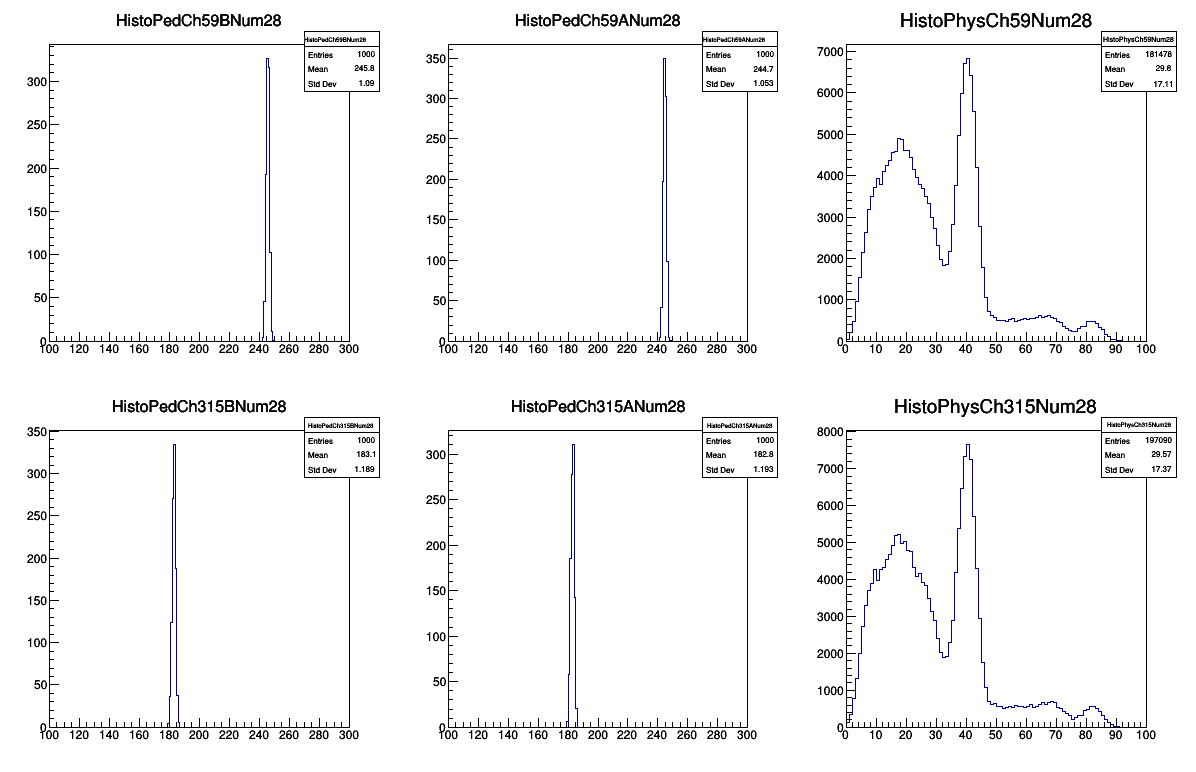 HistoPedCh59BNum28
HistoPedCh59BNum28
Entries 1000
Mean 245.8
Std Dev 1.09
300
250
200
150
100
50
0
100 120 140 160 180 200 220 240 260 280 300
HistoPedCh59ANum28
HistoPedCh59ANum28
Entries 1000
Mean 244.7
Std Dev 1.053
350
300
250
200
150
100
50
0
100 120 140 160 180 200 220 240 260 280 300
HistoPhysCh59Num28
HistoPhysCh59Num28
Entries 181478
Mean 29.8
Std Dev 17.11
7000
6000
5000
4000
3000
2000
1000
0
0 10 20 30 40 50 60 70 80 90 100
HistoPedCh315BNum28
HistoPedCh315BNum28
Entries 1000
Mean 183.1
Std Dev 1.189
350
300
250
200
150
100
50
0
100 120 140 160 180 200 220 240 260 280 300
HistoPedCh315ANum28
HistoPedCh315ANum28
Entries 1000
Mean 182.8
Std Dev 1.193
300
250
200
150
100
50
0
100 120 140 160 180 200 220 240 260 280 300
HistoPhysCh315Num28
HistoPhysCh315Num28
Entries 197090
Mean 29.57
Std Dev 17.37
8000
7000
6000
5000
4000
3000
2000
1000
0
0 10 20 30 40 50 60 70 80 90 100